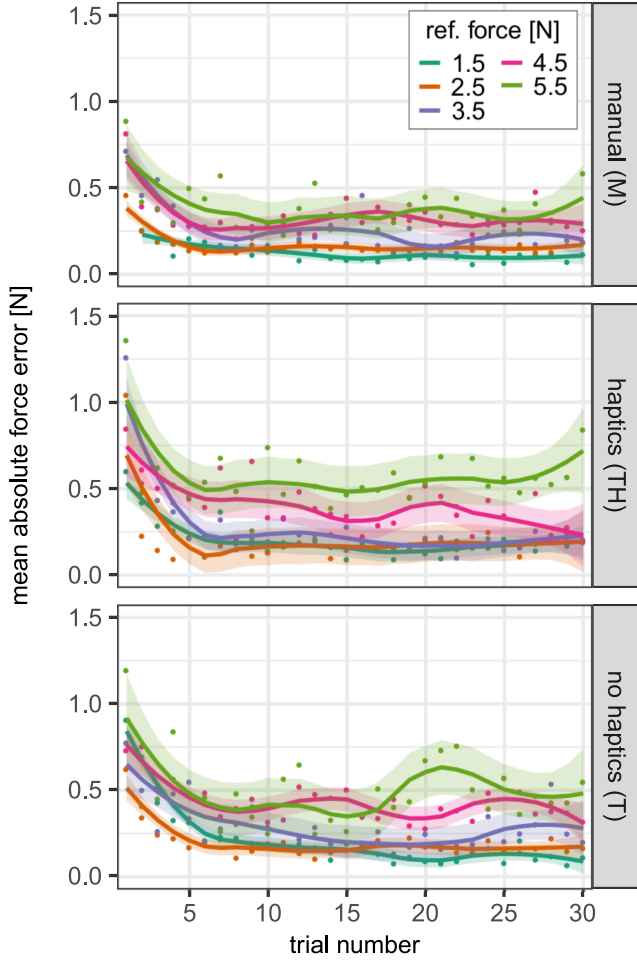 mean absolute force error [N]
ref. force [N]
1.5 4.5
2.5 5.5
3.5
1.5
1.0
0.5
0.0
manual (M)
1.5
1.0
0.5
0.0
haptics (TH)
1.5
1.0
0.5
0.0
no haptics (T)
5 10 15 20 25 30
trial number